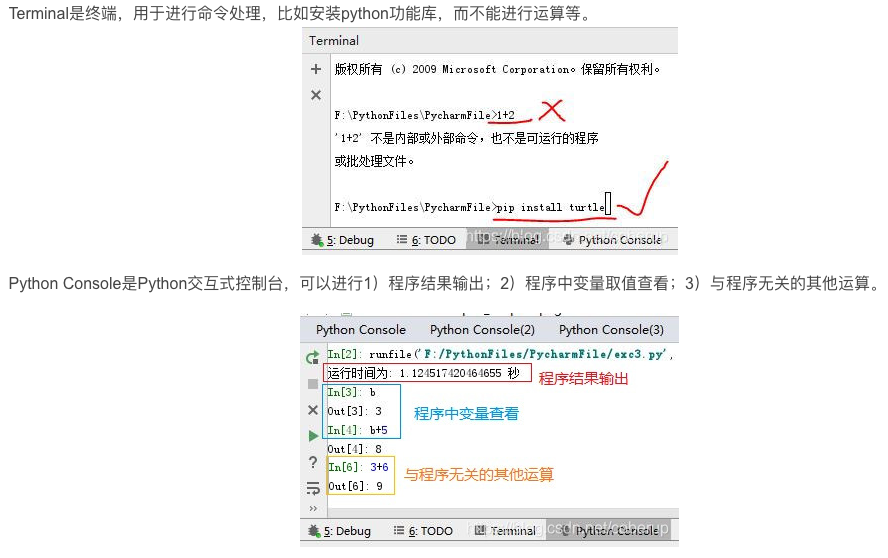 Terminal是终端，用于进行命令处理，比如安装python功能库，而不能进行运算等。
Terminal
版权所有 (c) 2009 Microsoft Corporation。保留所有权利。
F:\PythonFiles\PycharmFile>1+2
'1+2' 不是内部或外部命令，也不是可运行的程序
或批处理文件。
F:\PythonFiles\PycharmFile>pip install turtle
5: Debug 6: TODO Terminal Python Console
Python Console是Python交互式控制台，可以进行1）程序结果输出；2）程序中变量取值查看；3）与程序无关的其他运算。
Python Console Python Console(2) Python Console(3)
In[2]: runfile('F:/PythonFiles/PycharmFile/exc3.py',
运行时间为: 1.124517420464655 秒
程序结果输出
In[3]: b
Out[3]: 3
程序中变量查看
In[4]: b+5
Out[4]: 8
In[6]: 3+6
与程序无关的其他运算
Out[6]: 9
5: Debug 6: TODO Terminal Python Console